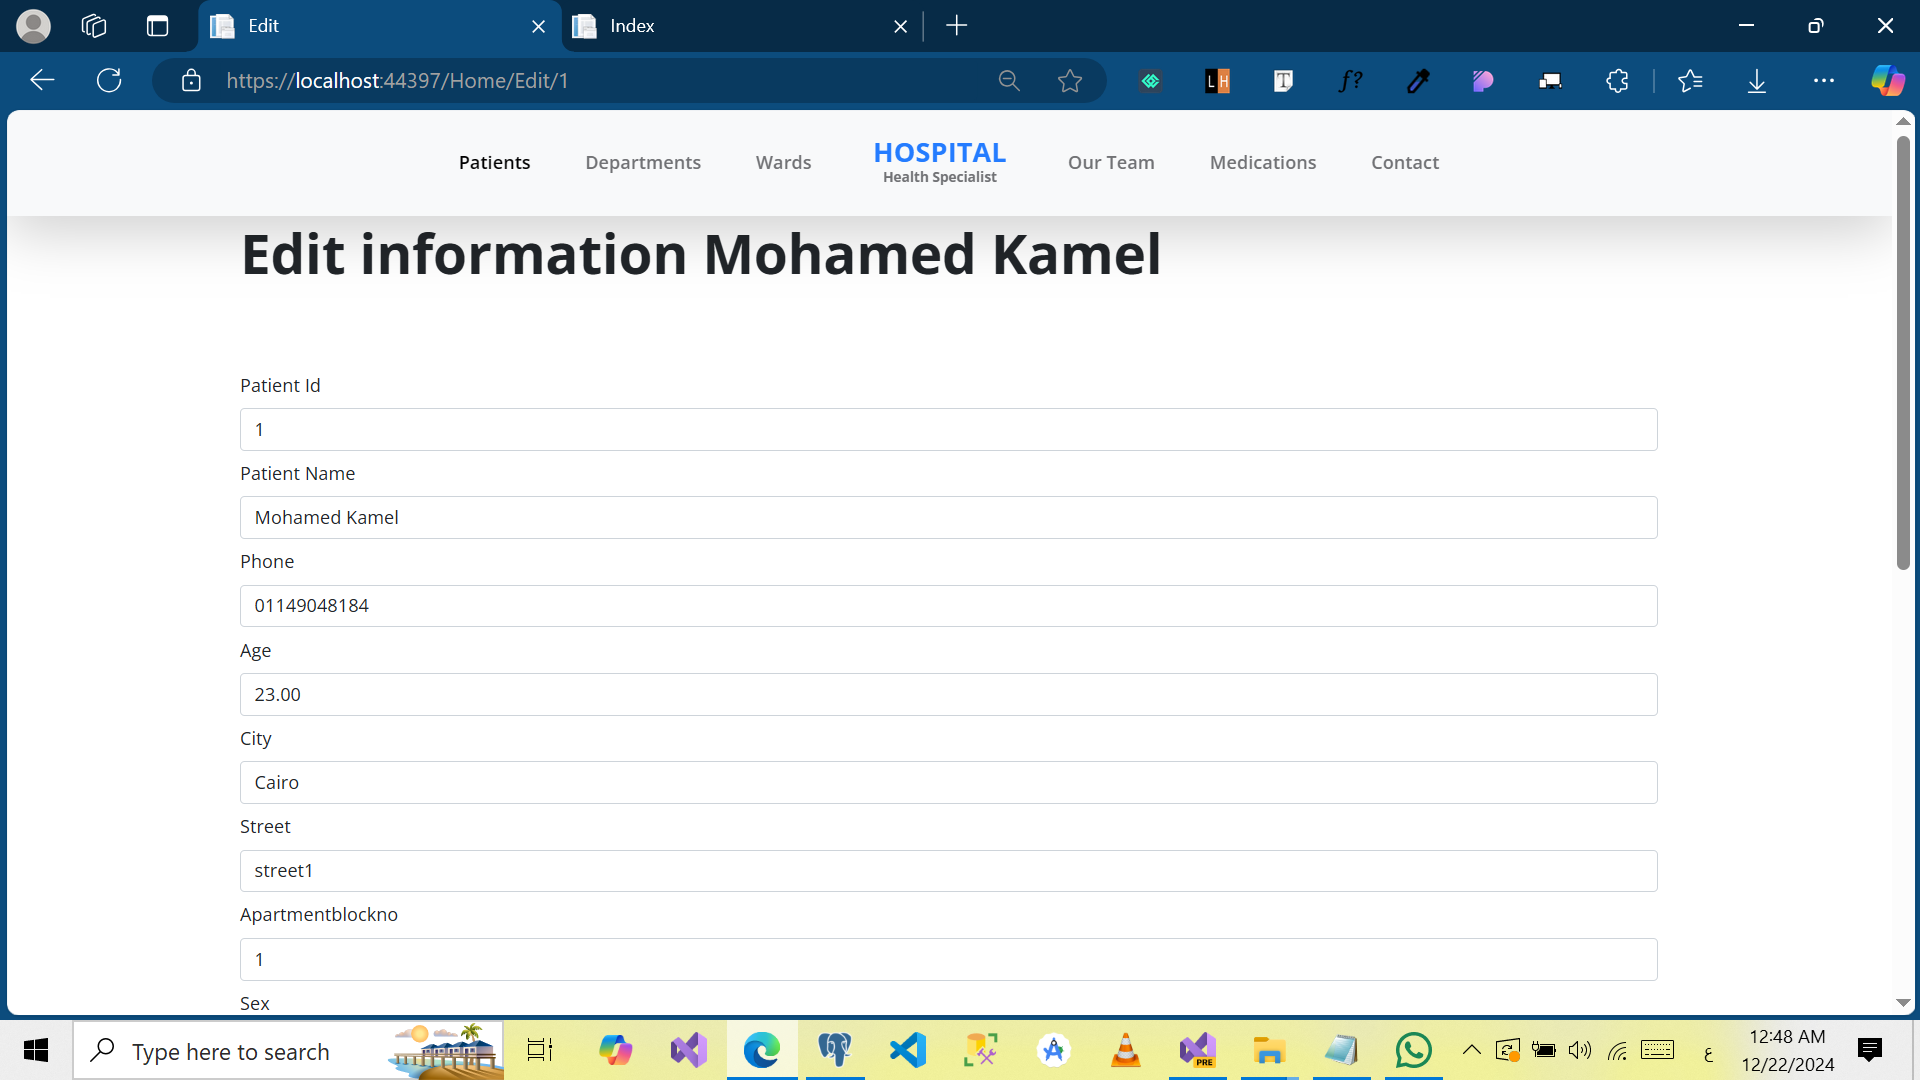 Edit
Index
https://localhost:44397/Home/Edit/1
LH
T
f?
Patients
Departments
Wards
HOSPITAL
Health Specialist
Our Team
Medications
Contact
Edit information Mohamed Kamel
Patient Id
1
Patient Name
Mohamed Kamel
Phone
01149048184
Age
23.00
City
Cairo
Street
street1
Apartmentblockno
1
Sex
Type here to search
PRE
ع
12:48 AM
12/22/2024